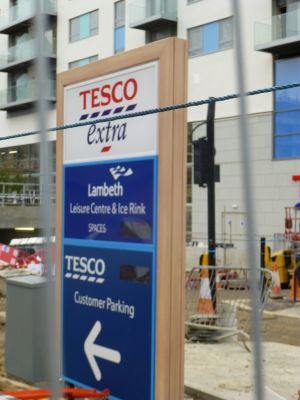 TESCO
extra
Lambeth
Leisure Centre & Ice Rink
SPACES
TESCO
Customer Parking